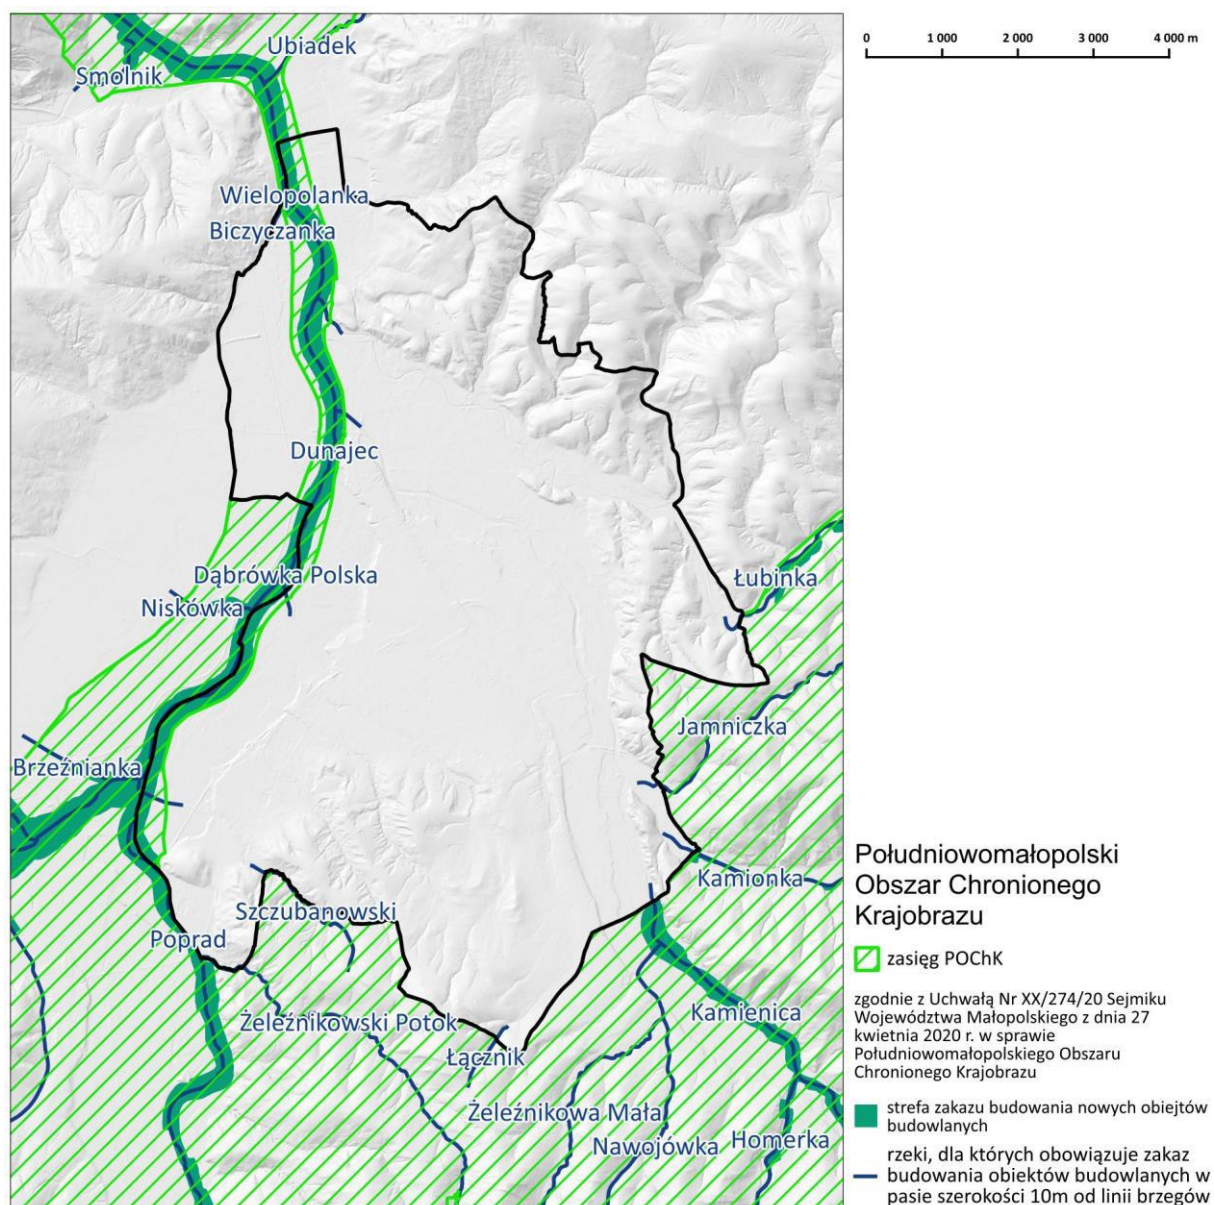 0 1 000 2 000 3 000 4 000 m
Ubiadek
Smolnik
Wielopolanka
Biczyczanka
Dunajec
Dąbrówka Polska
Niskówka
Łubinka
Jamniczka
Brzeźnianka
Kamionka
Szczubanowski
Poprad
Kamienica
Żeleźnikowski Potok
Łącznik
Żeleźnikowa Mała
Nawojówka
Homerka
Południowomałopolski
Obszar Chronionego
Krajobrazu
zasięg POChK
zgodnie z Uchwałą Nr XX/274/20 Sejmiku
Województwa Małopolskiego z dnia 27
kwietnia 2020 r. w sprawie
Południowomałopolskiego Obszaru
Chronionego Krajobrazu
strefa zakazu budowania nowych obiejtów
budowlanych
rzeki, dla których obowiązuje zakaz
budowania obiektów budowlanych w
pasie szerokości 10m od linii brzegów